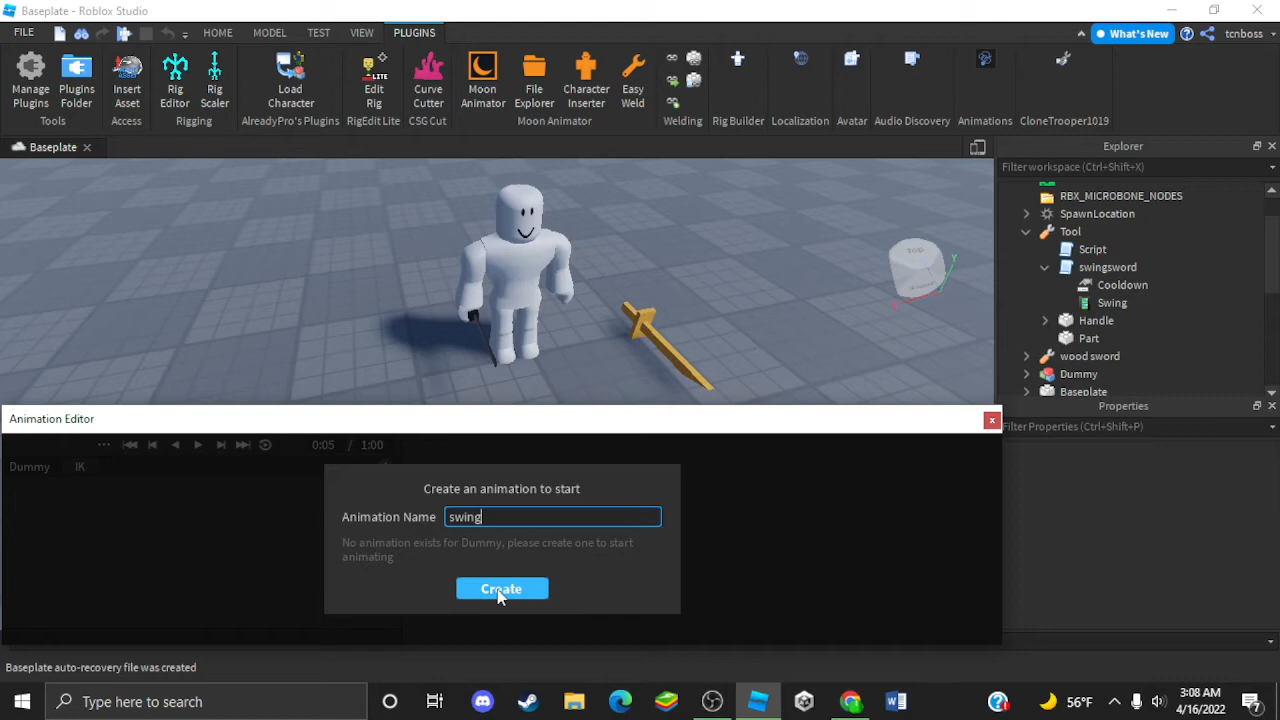 Baseplate - Roblox Studio
FILE HOME MODEL TEST VIEW PLUGINS What's New tcnboss
Manage Plugins
Plugins Folder
Insert Asset
Rig Editor
Rig Scaler
Load Character
LITE
Edit Rig
Curve Cutter
Moon Animator
File Explorer
Character Inserter
Easy Weld
Tools Access Rigging AlreadyPro's Plugins RigEdit Lite CSG Cut Moon Animator Welding Rig Builder Localization Avatar Audio Discovery Animations CloneTrooper1019
Baseplate
Explorer
Filter workspace (Ctrl+Shift+X)
RBX_MICROBONE_NODES
SpawnLocation
Tool
Script
swingsword
Cooldown
Swing
Handle
Part
wood sword
Dummy
Baseplate
Top
Y
Properties
Filter Properties (Ctrl+Shift+P)
Animation Editor
0:05 / 1:00
Dummy IK
Create an animation to start
Animation Name swing
No animation exists for Dummy, please create one to start
animating
Create
Baseplate auto-recovery file was created
Type here to search
56°F
3:08 AM
4/16/2022
7